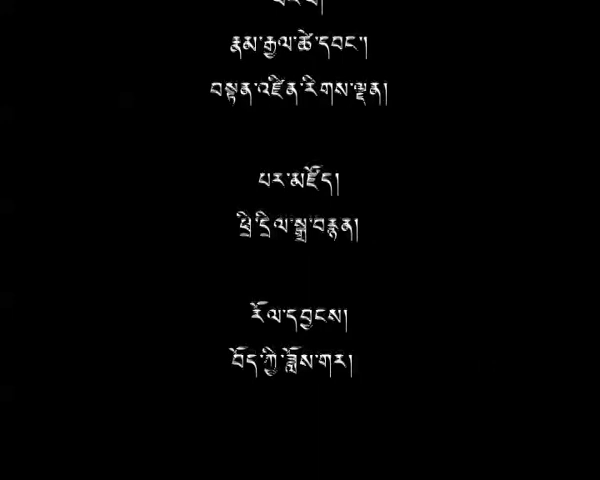 རྣམ་རྒྱལ་ཚེ་དབང་།
བསྟན་འཛིན་རིགས་ལྡན།
པར་མཛོད།
ཕྲི་དྲིལ་སྒྲ་བརྙན།
རོལ་དབྱངས།
བོད་ཀྱི་ཟློས་གར།